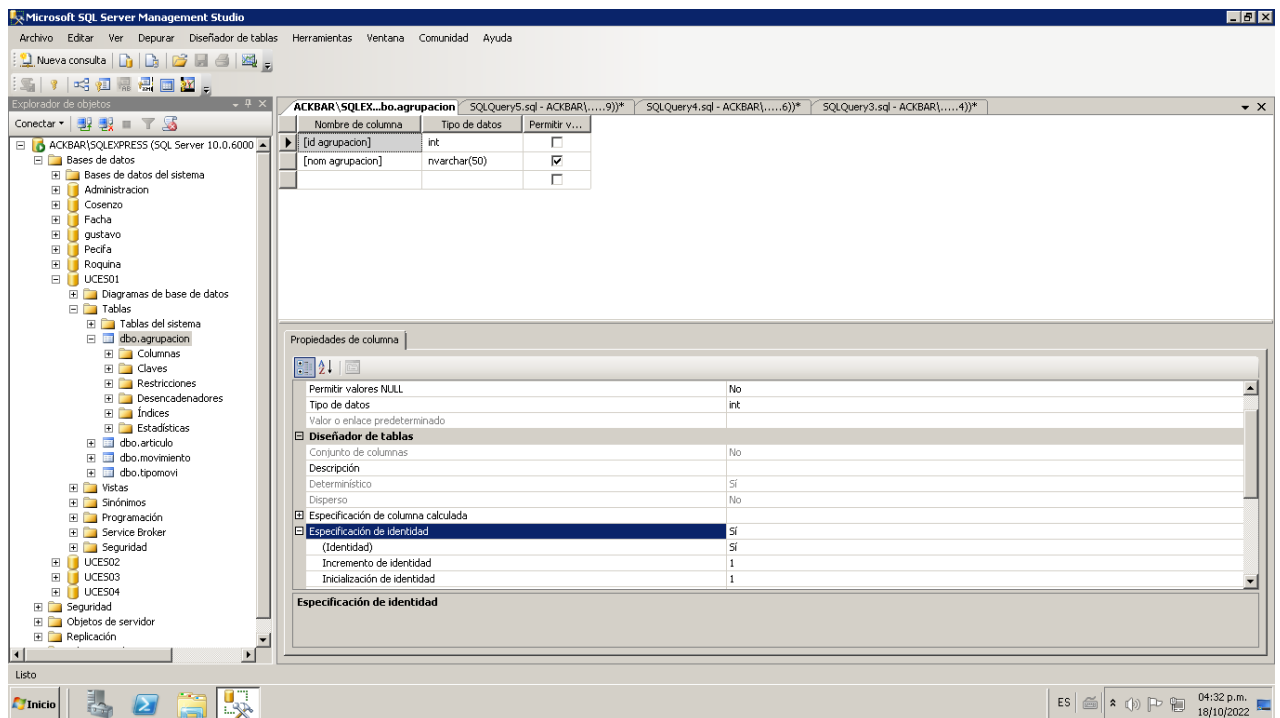 Microsoft SQL Server Management Studio
Archivo Editar Ver Depurar Diseñador de tablas Herramientas Ventana Comunidad Ayuda
Nueva consulta
Explorador de objetos
Conectar
ACKBAR\SQLEXPRESS (SQL Server 10.0.6000
Bases de datos
Bases de datos del sistema
Administracion
Cosenzo
Facha
gustavo
Pecifa
Roquina
UCES01
Diagramas de base de datos
Tablas
Tablas del sistema
dbo.agrupacion
Columnas
Claves
Restricciones
Desencadenadores
Índices
Estadísticas
dbo.articulo
dbo.movimiento
dbo.tipomovi
Vistas
Sinónimos
Programación
Service Broker
Seguridad
UCES02
UCES03
UCES04
Seguridad
Objetos de servidor
Replicación
ACKBAR\SQLEX...bo.agrupacion SQLQuery5.sql - ACKBAR\.....9))* SQLQuery4.sql - ACKBAR\.....6))* SQLQuery3.sql - ACKBAR\.....4))*
Nombre de columna Tipo de datos Permitir v...
[id agrupacion] int
[nom agrupacion] nvarchar(50)
Propiedades de columna
Permitir valores NULL No
Tipo de datos int
Valor o enlace predeterminado
Diseñador de tablas
Conjunto de columnas No
Descripción
Determinístico Sí
Disperso No
Especificación de columna calculada
Especificación de identidad Sí
(Identidad) Sí
Incremento de identidad 1
Inicialización de identidad 1
Especificación de identidad
Listo
Inicio
ES
04:32 p.m.
18/10/2022